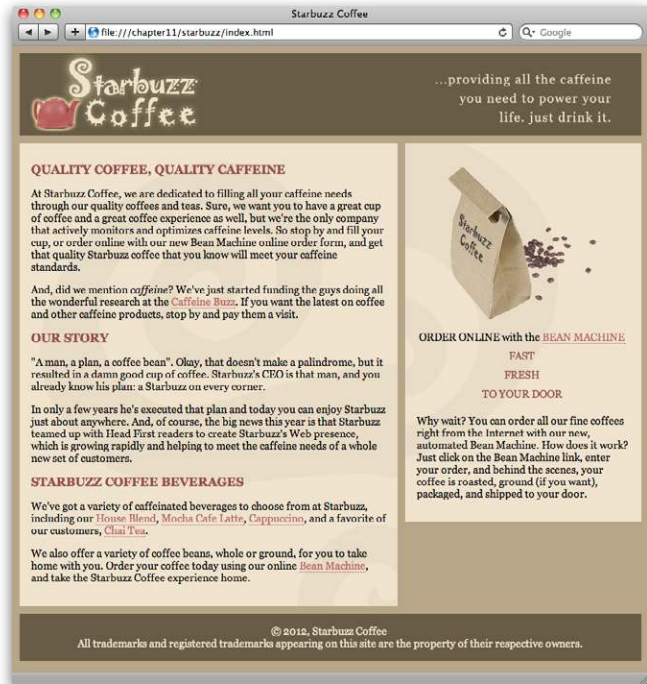 Starbuzz Coffee
file:///chapter11/starbuzz/index.html
Google
Starbuzz
Coffee
...providing all the caffeine
you need to power your
life. just drink it.
QUALITY COFFEE, QUALITY CAFFEINE
At Starbuzz Coffee, we are dedicated to filling all your caffeine needs
through our quality coffees and teas. Sure, we want you to have a great cup
of coffee and a great coffee experience as well, but we're the only company
that actively monitors and optimizes caffeine levels. So stop by and fill your
cup, or order online with our new Bean Machine online order form, and get
that quality Starbuzz coffee that you know will meet your caffeine
standards.
And, did we mention caffeine? We've just started funding the guys doing all
the wonderful research at the Caffeine Buzz. If you want the latest on coffee
and other caffeine products, stop by and pay them a visit.
OUR STORY
"A man, a plan, a coffee bean". Okay, that doesn't make a palindrome, but it
resulted in a damn good cup of coffee. Starbuzz's CEO is that man, and you
already know his plan: a Starbuzz on every corner.
In only a few years he's executed that plan and today you can enjoy Starbuzz
just about anywhere. And, of course, the big news this year is that Starbuzz
teamed up with Head First readers to create Starbuzz's Web presence,
which is growing rapidly and helping to meet the caffeine needs of a whole
new set of customers.
STARBUZZ COFFEE BEVERAGES
We've got a variety of caffeinated beverages to choose from at Starbuzz,
including our House Blend, Mocha Cafe Latte, Cappuccino, and a favorite of
our customers, Chai Tea.
We also offer a variety of coffee beans, whole or ground, for you to take
home with you. Order your coffee today using our online Bean Machine,
and take the Starbuzz Coffee experience home.
Starbuzz
Coffee
ORDER ONLINE with the BEAN MACHINE
FAST
FRESH
TO YOUR DOOR
Why wait? You can order all our fine coffees
right from the Internet with our new,
automated Bean Machine. How does it work?
Just click on the Bean Machine link, enter
your order, and behind the scenes, your
coffee is roasted, ground (if you want),
packaged, and shipped to your door.
© 2012, Starbuzz Coffee
All trademarks and registered trademarks appearing on this site are the property of their respective owners.